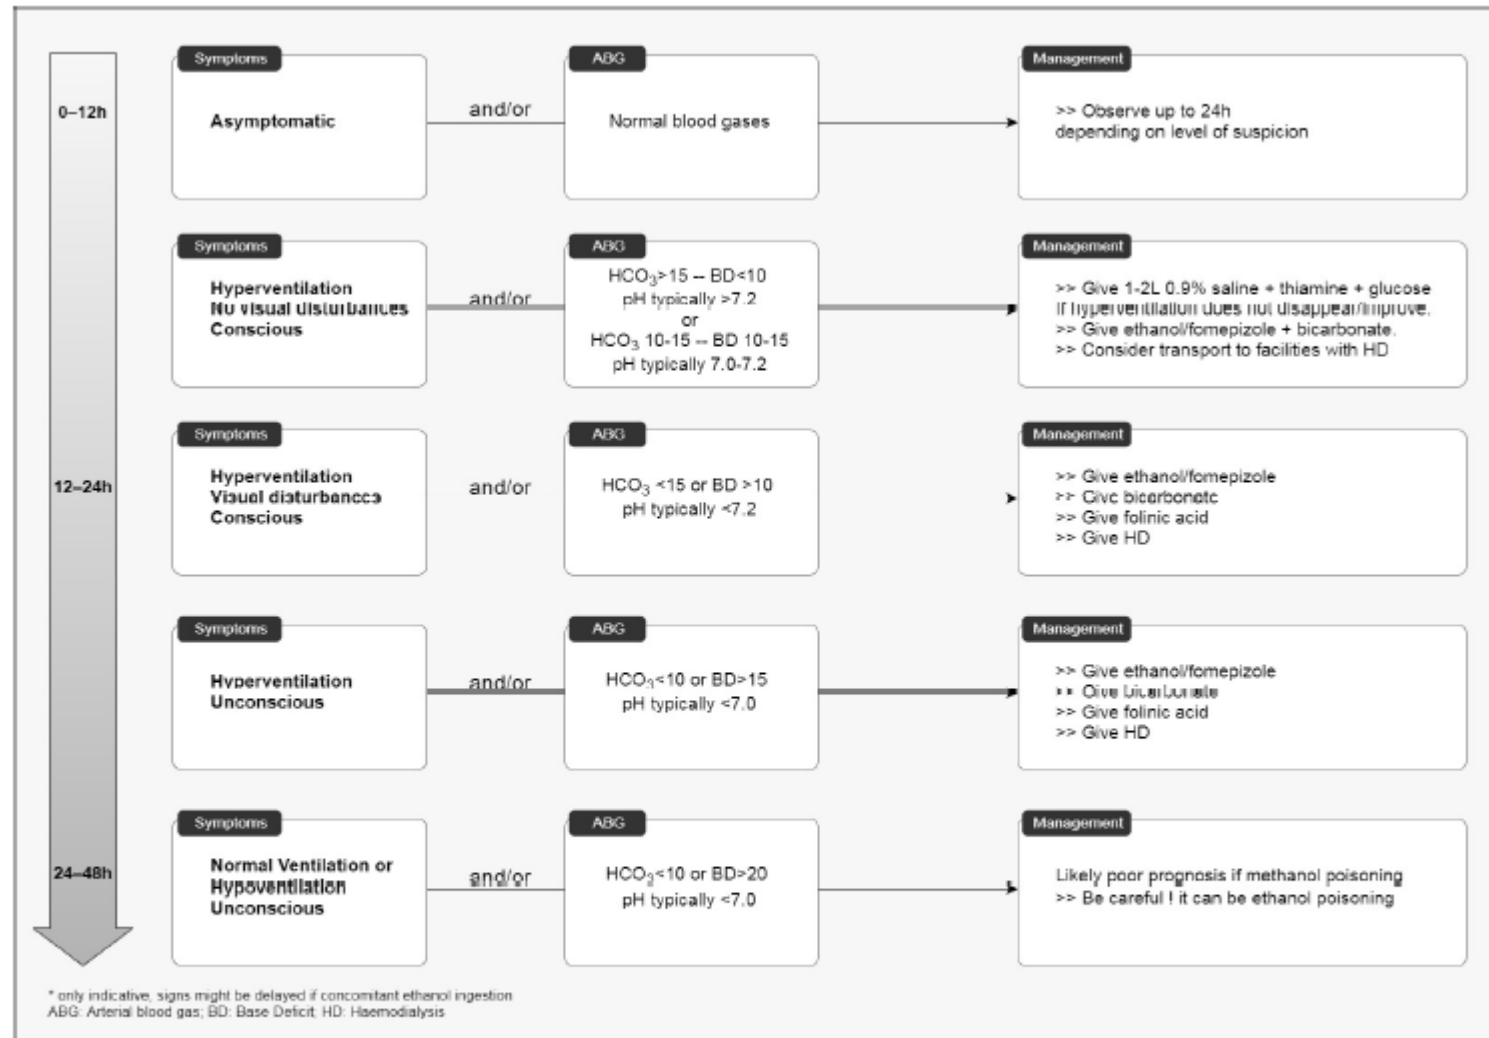 0–12h
Symptoms
Asymptomatic
and/or
ABG
Normal blood gases
Management
>> Observe up to 24h
depending on level of suspicion
Symptoms
Hyperventilation
No visual disturbances
Conscious
and/or
ABG
HCO3>15 -- BD<10
pH typically >7.2
or
HCO3 10-15 -- BD 10-15
pH typically 7.0-7.2
Management
>> Give 1-2L 0.9% saline + thiamine + glucose
If hyperventilation does not disappear/improve.
>> Give ethanol/fomepizole + bicarbonate.
>> Consider transport to facilities with HD
12–24h
Symptoms
Hyperventilation
Visual disturbances
Conscious
and/or
ABG
HCO3 <15 or BD >10
pH typically <7.2
Management
>> Give ethanol/fomepizole
>> Give bicarbonate
>> Give folinic acid
>> Give HD
Symptoms
Hyperventilation
Unconscious
and/or
ABG
HCO3<10 or BD>15
pH typically <7.0
Management
>> Give ethanol/fomepizole
>> Give bicarbonate
>> Give folinic acid
>> Give HD
24–48h
Symptoms
Normal Ventilation or
Hypoventilation
Unconscious
and/or
ABG
HCO3<10 or BD>20
pH typically <7.0
Management
Likely poor prognosis if methanol poisoning
>> Be careful ! it can be ethanol poisoning
* only indicative, signs might be delayed if concomitant ethanol ingestion
ABG: Arterial blood gas; BD: Base Deficit; HD: Haemodialysis